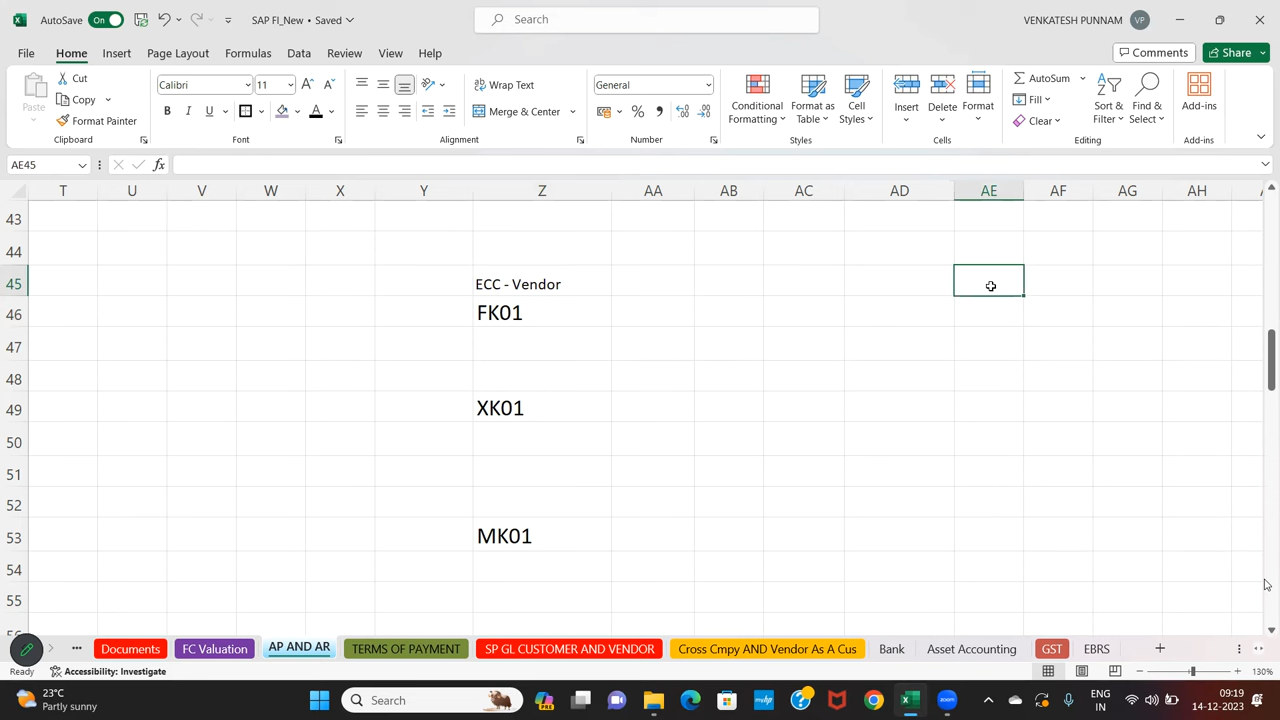 AutoSave On SAP FI_New • Saved Search VENKATESH PUNNAM VP
File Home Insert Page Layout Formulas Data Review View Help Comments Share
Paste Cut Copy Format Painter Clipboard
Calibri 11 B I U Font
Wrap Text Merge & Center Alignment
General % Number
Conditional Formatting Format as Table Cell Styles Styles
Insert Delete Format Cells
AutoSum Fill Clear Sort & Filter Find & Select Editing
Add-ins Add-ins
AE45 fx
T U V W X Y Z AA AB AC AD AE AF AG AH
43
44
45 ECC - Vendor
46 FK01
47
48
49 XK01
50
51
52
53 MK01
54
55
Documents FC Valuation AP AND AR TERMS OF PAYMENT SP GL CUSTOMER AND VENDOR Cross Cmpy AND Vendor As A Cus Bank Asset Accounting GST EBRS
Ready Accessibility: Investigate 130%
23°C Search ENG 09:19
Partly sunny IN 14-12-2023